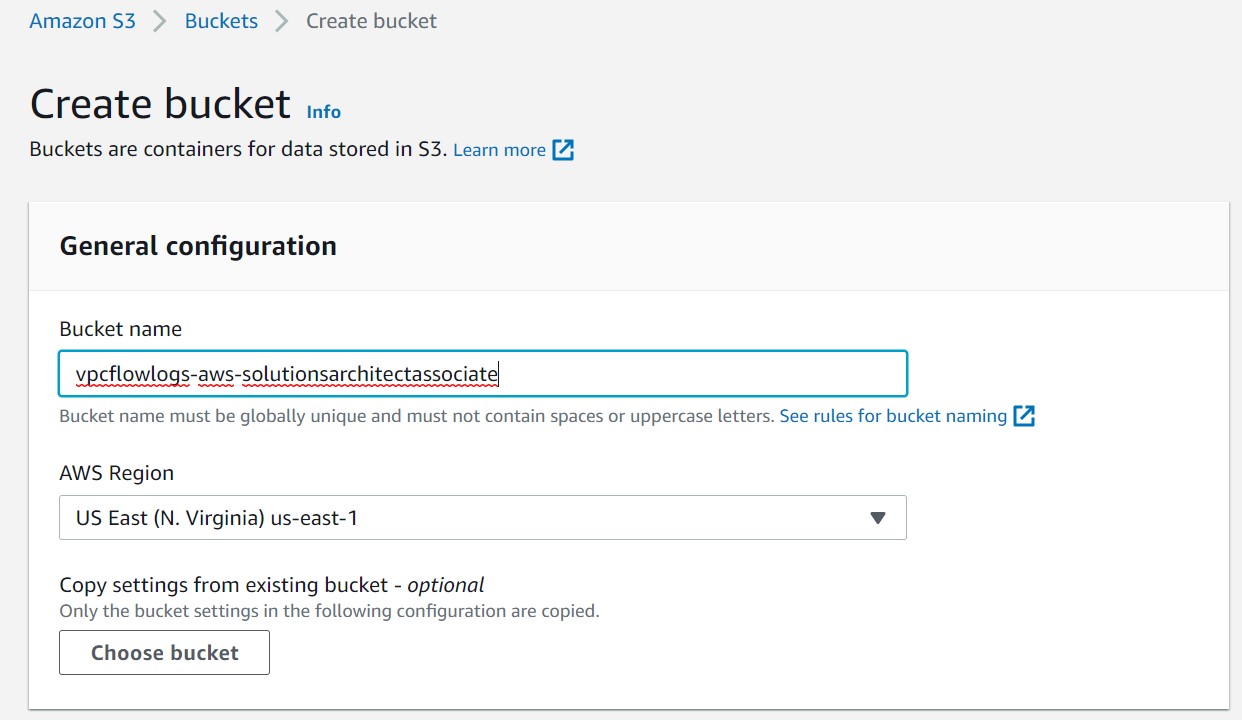 Amazon S3 > Buckets > Create bucket
Create bucket Info
Buckets are containers for data stored in S3. Learn more
General configuration
Bucket name
vpcflowlogs-aws-solutionsarchitectassociate
Bucket name must be globally unique and must not contain spaces or uppercase letters. See rules for bucket naming
AWS Region
US East (N. Virginia) us-east-1
Copy settings from existing bucket - optional
Only the bucket settings in the following configuration are copied.
Choose bucket